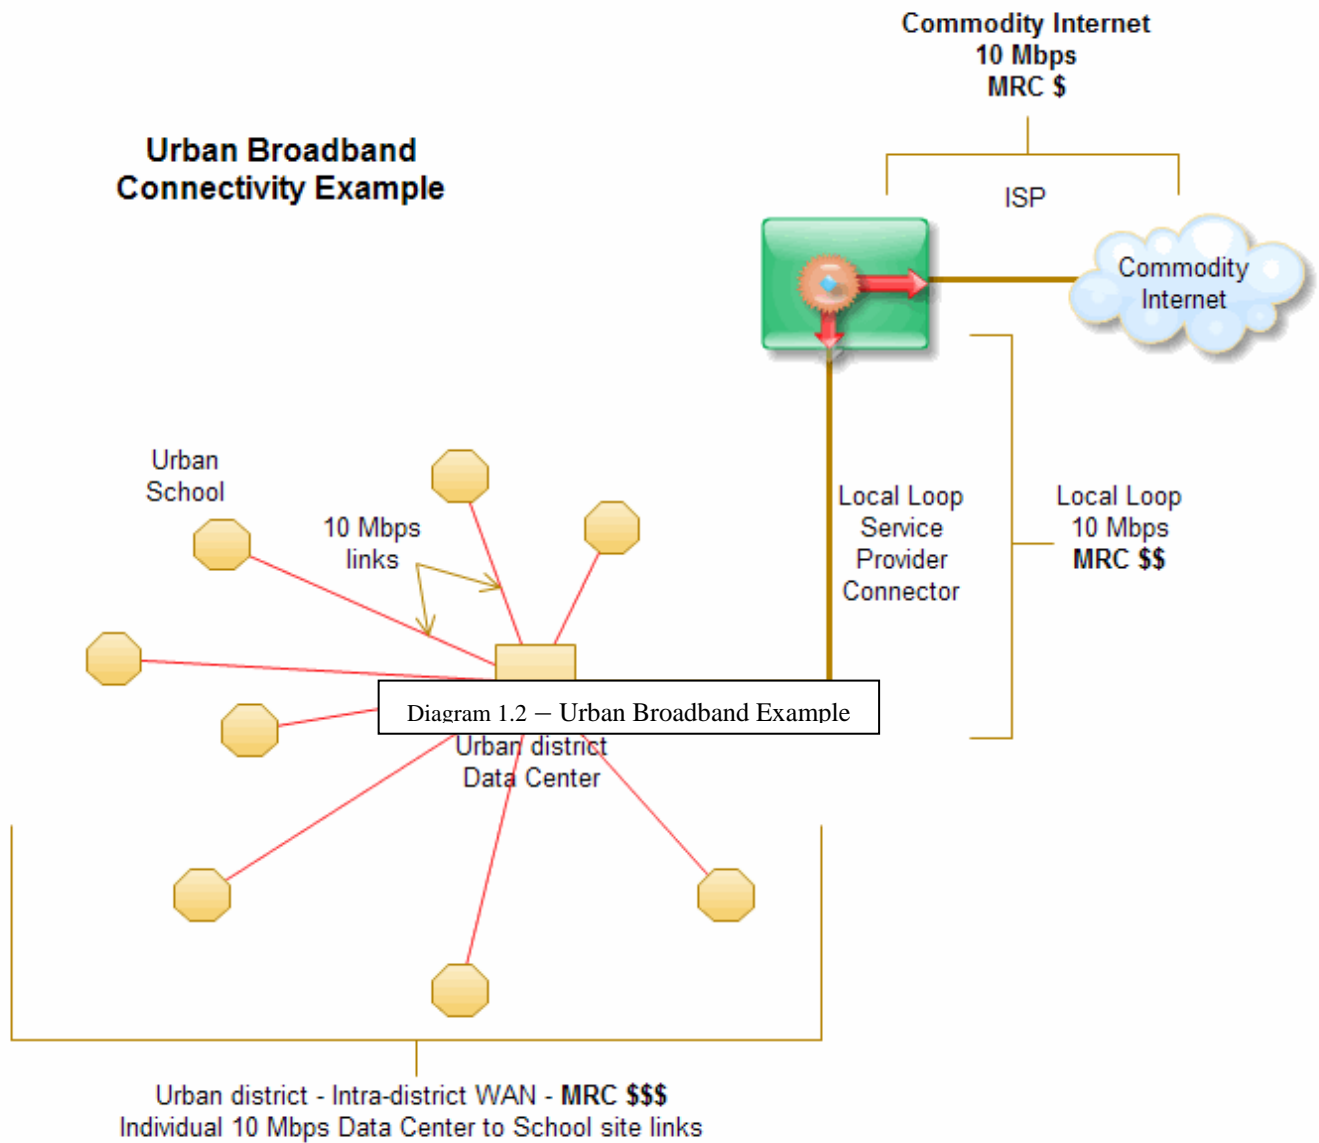 Commodity Internet
10 Mbps
MRC $
Urban Broadband
Connectivity Example
ISP
Commodity
Internet
Urban
School
10 Mbps
links
Local Loop
Service
Provider
Connector
Local Loop
10 Mbps
MRC $$
Diagram 1.2 – Urban Broadband Example
Urban district
Data Center
Urban district - Intra-district WAN - MRC $$$
Individual 10 Mbps Data Center to School site links